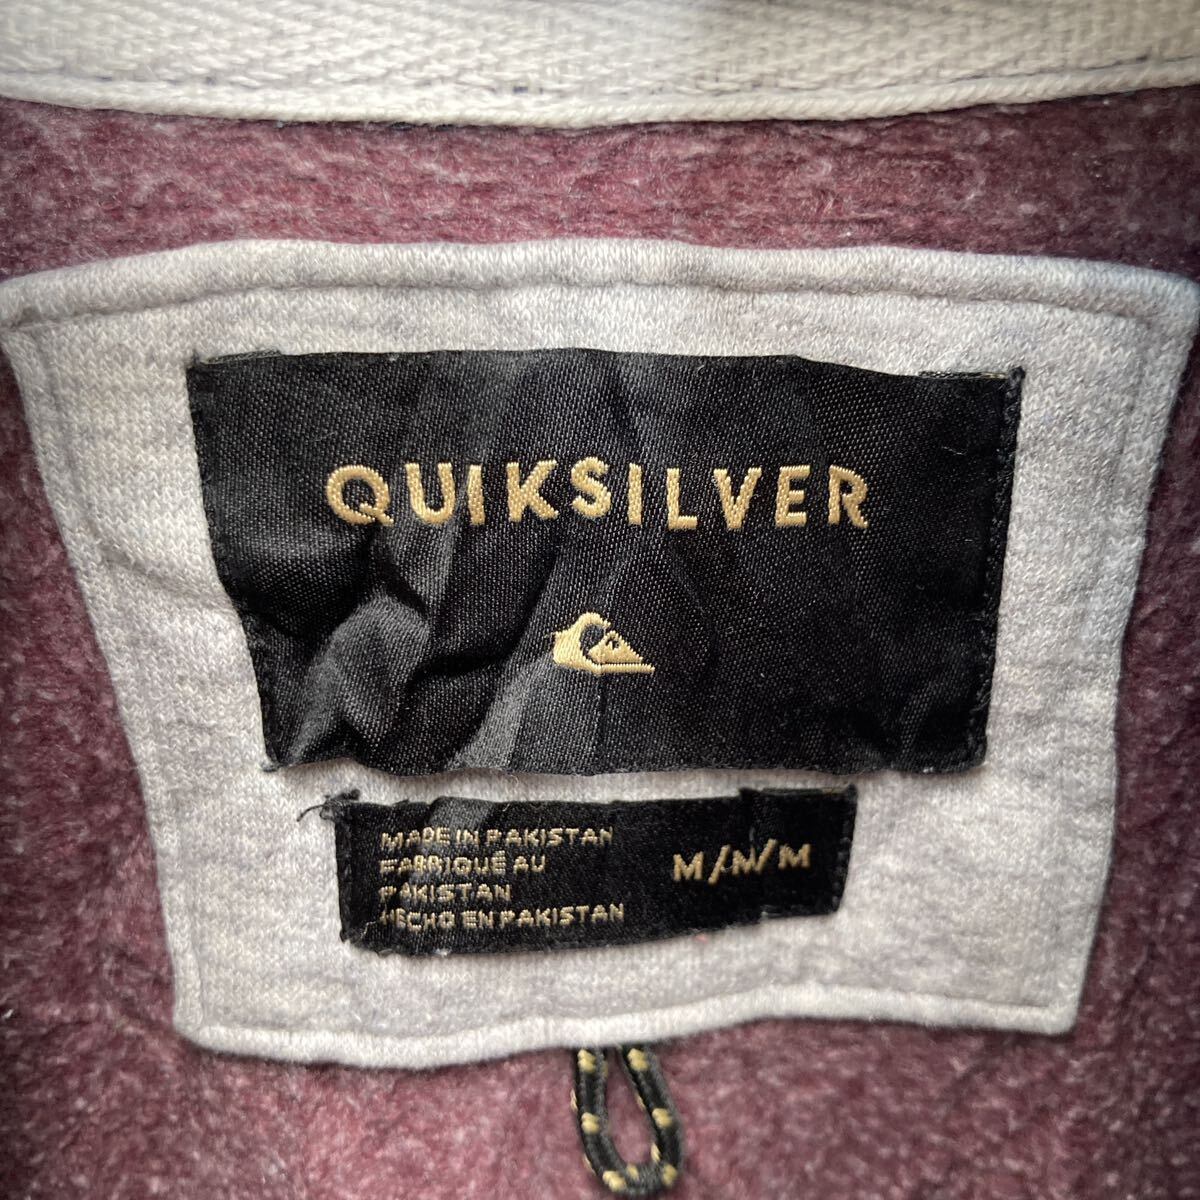 QUIKSILVER
MADE IN PAKISTAN
FABRIQUÉ AU
PAKISTAN
HECHO EN PAKISTAN
M/M/M